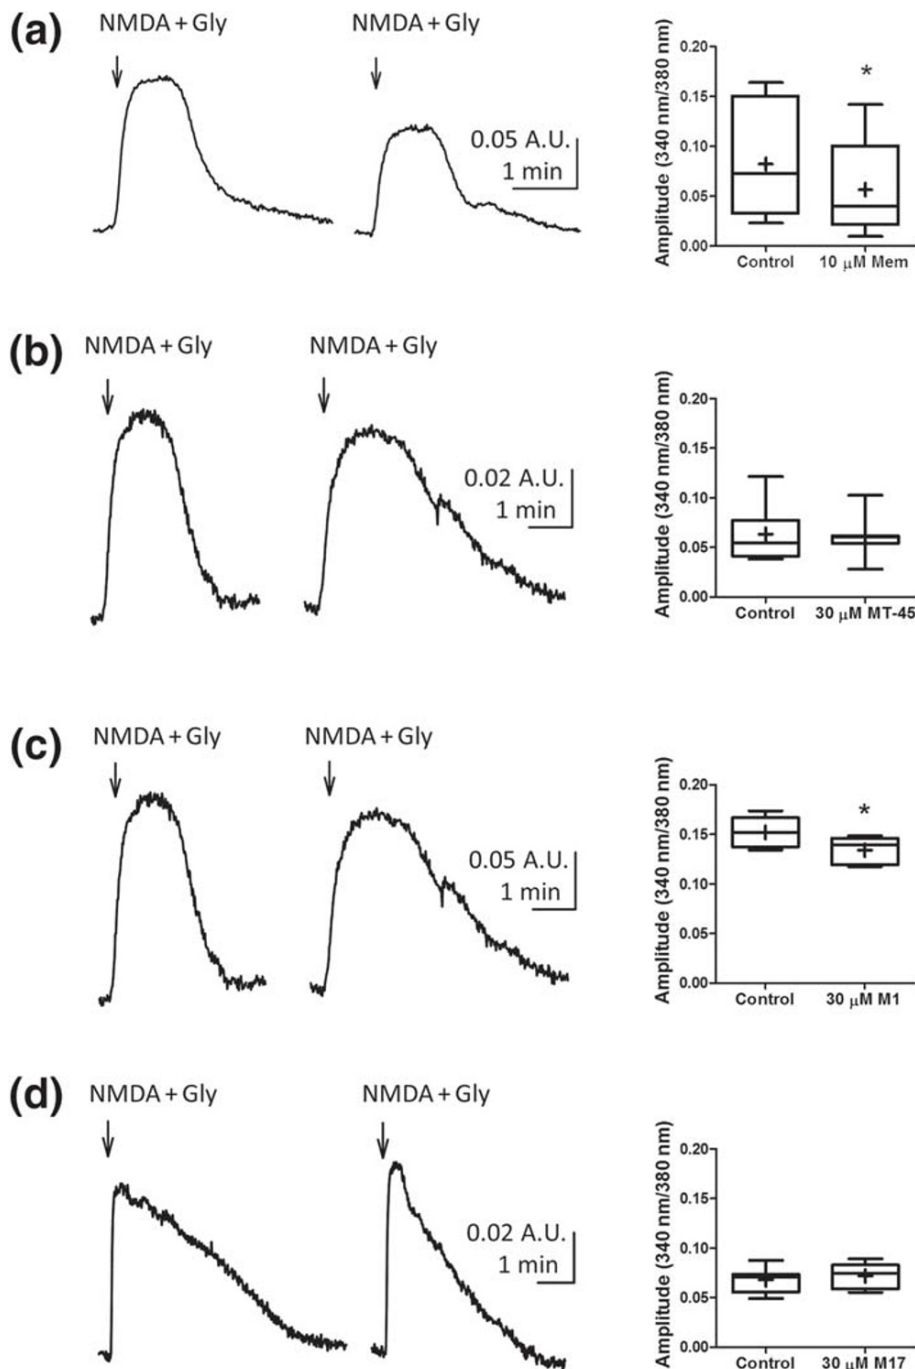 (a)
NMDA + Gly
NMDA + Gly
0.05 A.U.
1 min
Amplitude (340 nm/380 nm)
0.20
0.15
0.10
0.05
0.00
Control
10 μM Mem
*
(b)
NMDA + Gly
NMDA + Gly
0.02 A.U.
1 min
Amplitude (340 nm/380 nm)
0.20
0.15
0.10
0.05
0.00
Control
30 μM MT-45
(c)
NMDA + Gly
NMDA + Gly
0.05 A.U.
1 min
Amplitude (340 nm/380 nm)
0.20
0.15
0.10
0.05
0.00
Control
30 μM M1
*
(d)
NMDA + Gly
NMDA + Gly
0.02 A.U.
1 min
Amplitude (340 nm/380 nm)
0.20
0.15
0.10
0.05
0.00
Control
30 μM M17